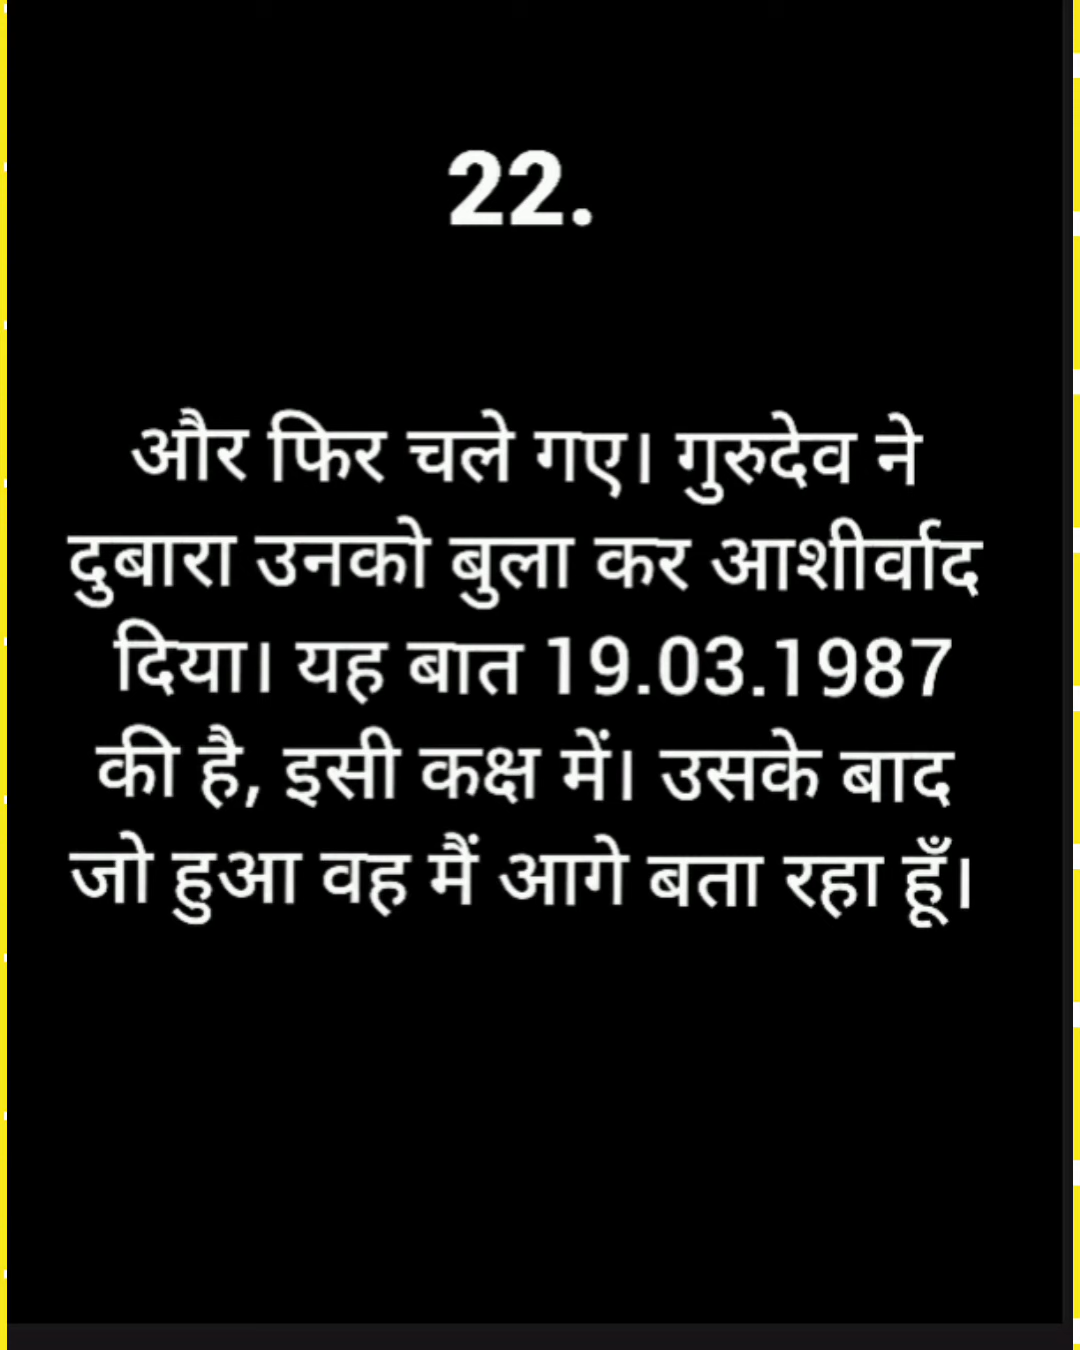 22.
और फिर चले गए। गुरुदेव ने
दुबारा उनको बुला कर आशीर्वाद
दिया। यह बात 19.03.1987
की है, इसी कक्ष में। उसके बाद
जो हुआ वह मैं आगे बता रहा हूँ।